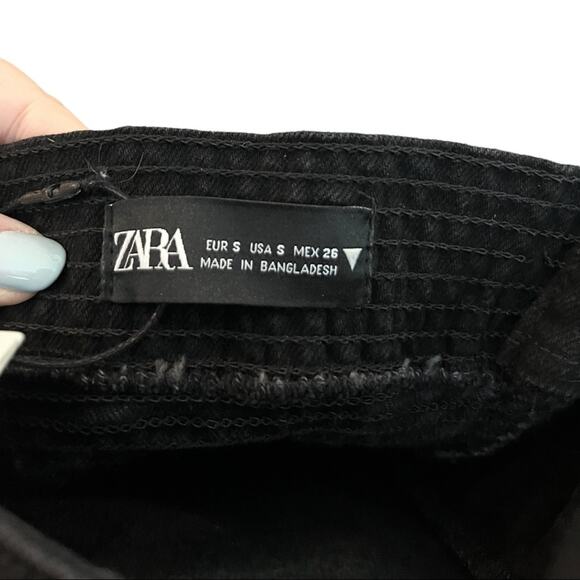 ZARA
EUR S USA S MEX 26
MADE IN BANGLADESH